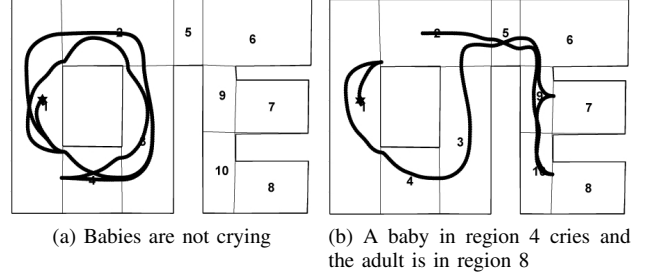 2 5 6
1 9 7
3
4 10 8
2 5 6
1 9 7
3
4 10 8
(a) Babies are not crying
(b) A baby in region 4 cries and
the adult is in region 8